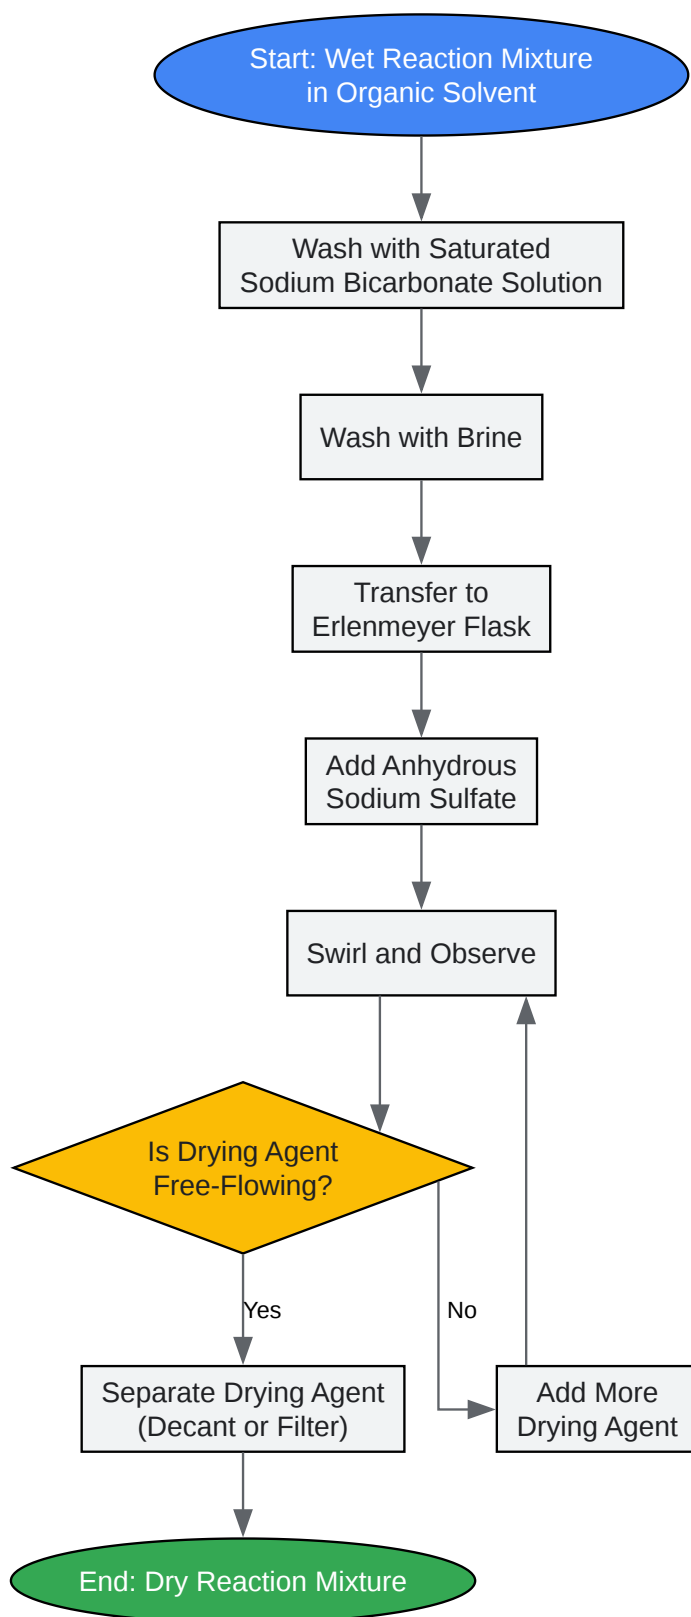 Start: Wet Reaction Mixture
in Organic Solvent
Wash with Saturated
Sodium Bicarbonate Solution
Wash with Brine
Transfer to
Erlenmeyer Flask
Add Anhydrous
Sodium Sulfate
Swirl and Observe
Is Drying Agent
Free-Flowing?
Yes
No
Separate Drying Agent
(Decant or Filter)
Add More
Drying Agent
End: Dry Reaction Mixture